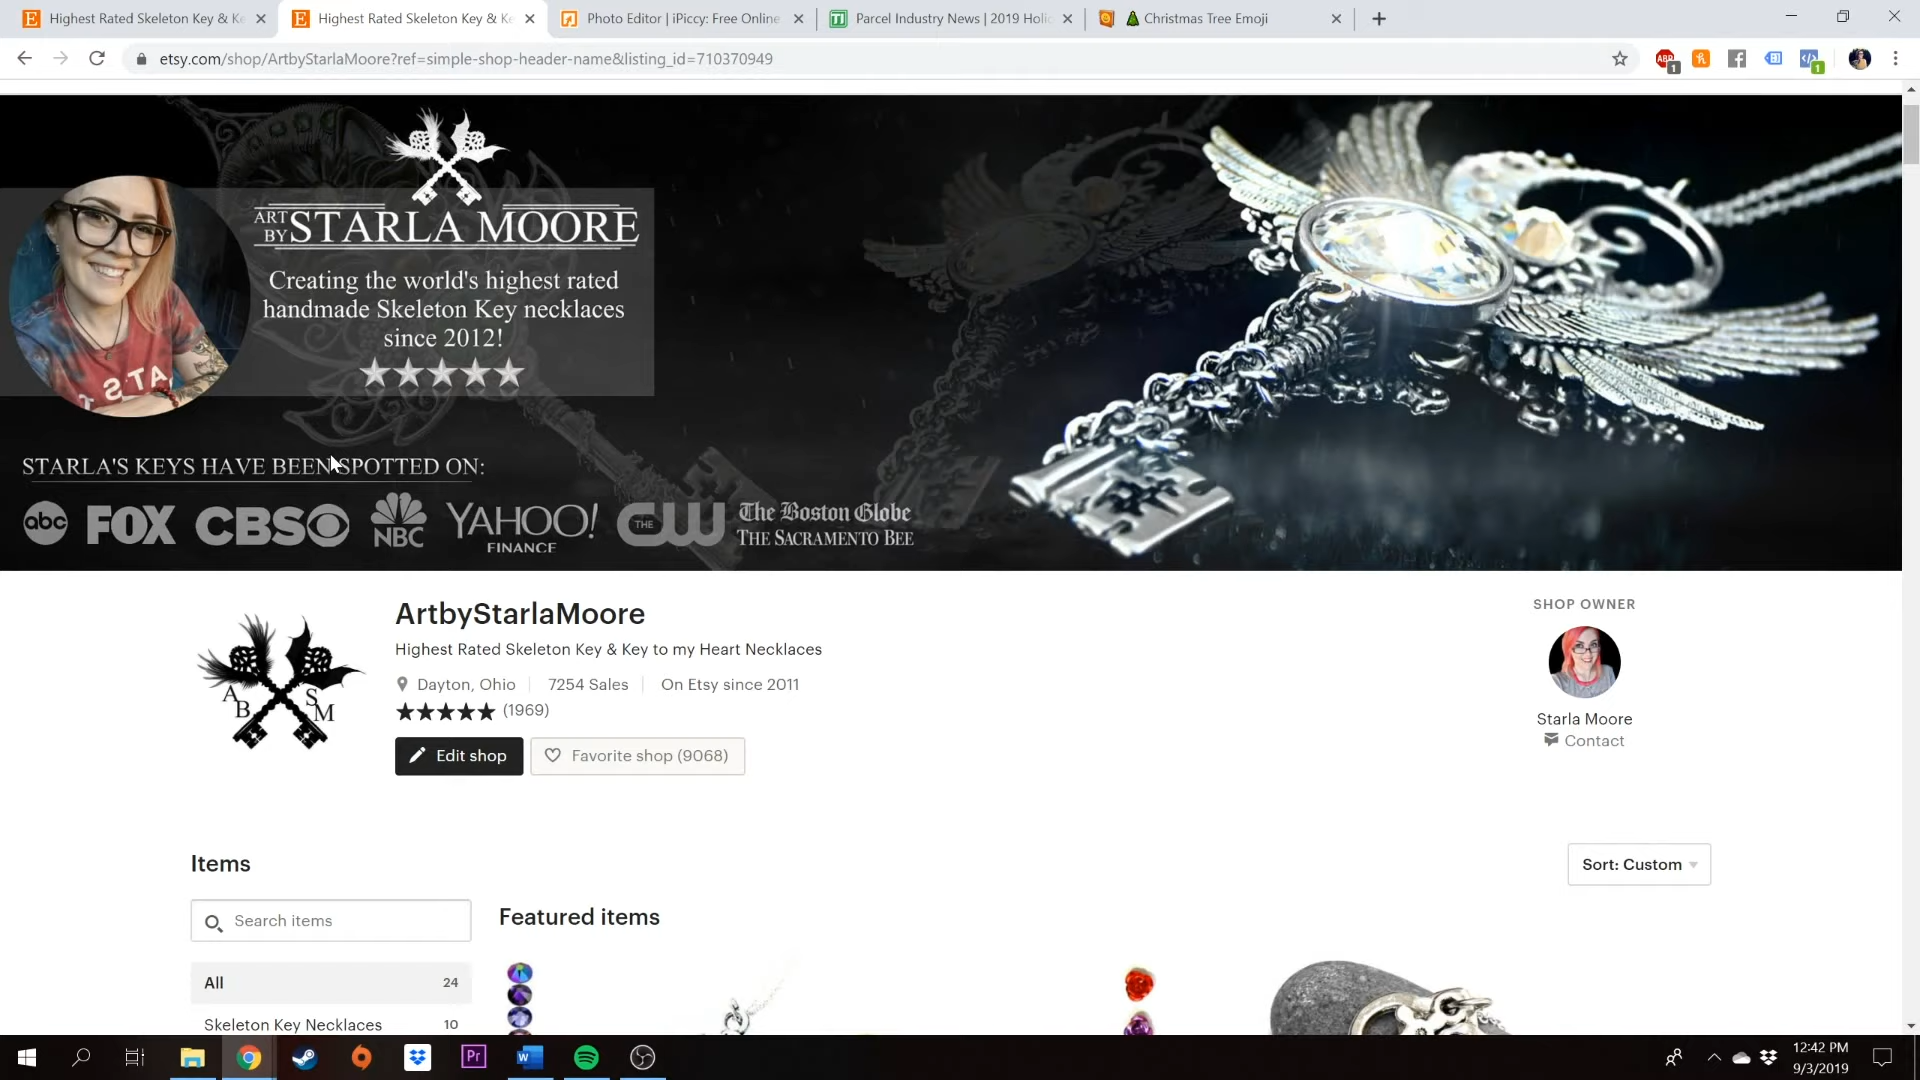 Highest Rated Skeleton Key & Ke
Highest Rated Skeleton Key & Ke
Photo Editor | iPiccy: Free Online
Parcel Industry News | 2019 Holid
Christmas Tree Emoji
etsy.com/shop/ArtbyStarlaMoore?ref=simple-shop-header-name&listing_id=710370949
ART BY STARLA MOORE
Creating the world's highest rated
handmade Skeleton Key necklaces
since 2012!
STARLA'S KEYS HAVE BEEN SPOTTED ON:
abc FOX CBS NBC YAHOO! FINANCE THE CW The Boston Globe
THE SACRAMENTO BEE
ArtbyStarlaMoore
Highest Rated Skeleton Key & Key to my Heart Necklaces
Dayton, Ohio 7254 Sales On Etsy since 2011
(1969)
Edit shop Favorite shop (9068)
A B S M
SHOP OWNER
Starla Moore
Contact
Items
Sort: Custom
Search items
Featured items
All 24
Skeleton Key Necklaces 10
12:42 PM
9/3/2019